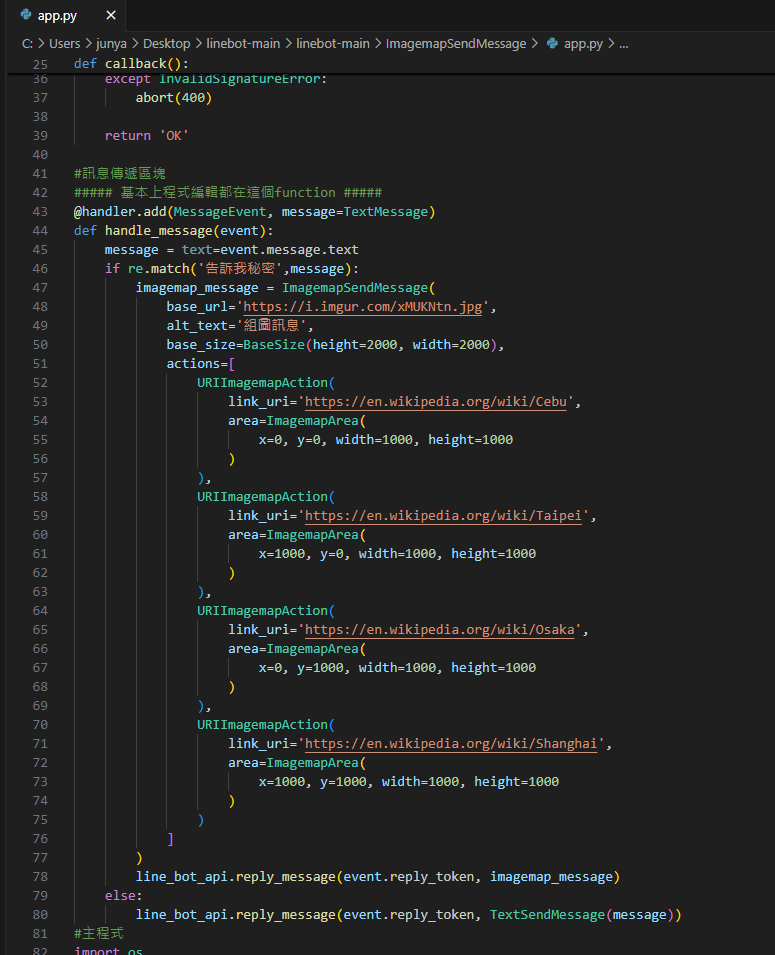 app.py
C: > Users > junya > Desktop > linebot-main > linebot-main > ImagemapSendMessage > app.py > ...
25 def callback():
36         except InvalidSignatureError:
37             abort(400)
38
39         return 'OK'
40
41     #訊息傳遞區塊
42     ##### 基本上程式編輯都在這個function #####
43     @handler.add(MessageEvent, message=TextMessage)
44     def handle_message(event):
45         message = text=event.message.text
46         if re.match('告訴我秘密',message):
47             imagemap_message = ImagemapSendMessage(
48                 base_url='https://i.imgur.com/xMUKNtn.jpg',
49                 alt_text='組圖訊息',
50                 base_size=BaseSize(height=2000, width=2000),
51                 actions=[
52                     URIImagemapAction(
53                         link_uri='https://en.wikipedia.org/wiki/Cebu',
54                         area=ImagemapArea(
55                             x=0, y=0, width=1000, height=1000
56                         )
57                     ),
58                     URIImagemapAction(
59                         link_uri='https://en.wikipedia.org/wiki/Taipei',
60                         area=ImagemapArea(
61                             x=1000, y=0, width=1000, height=1000
62                         )
63                     ),
64                     URIImagemapAction(
65                         link_uri='https://en.wikipedia.org/wiki/Osaka',
66                         area=ImagemapArea(
67                             x=0, y=1000, width=1000, height=1000
68                         )
69                     ),
70                     URIImagemapAction(
71                         link_uri='https://en.wikipedia.org/wiki/Shanghai',
72                         area=ImagemapArea(
73                             x=1000, y=1000, width=1000, height=1000
74                         )
75                     )
76                 ]
77             )
78             line_bot_api.reply_message(event.reply_token, imagemap_message)
79         else:
80             line_bot_api.reply_message(event.reply_token, TextSendMessage(message))
81     #主程式
82     import os